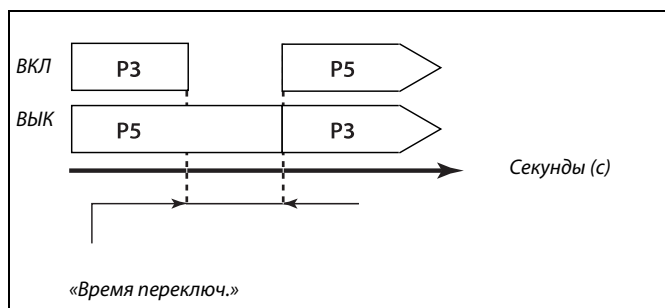 ВКЛ P3 P5
ВЫК P5 P3
Секунды (с)
«Время переключ.»